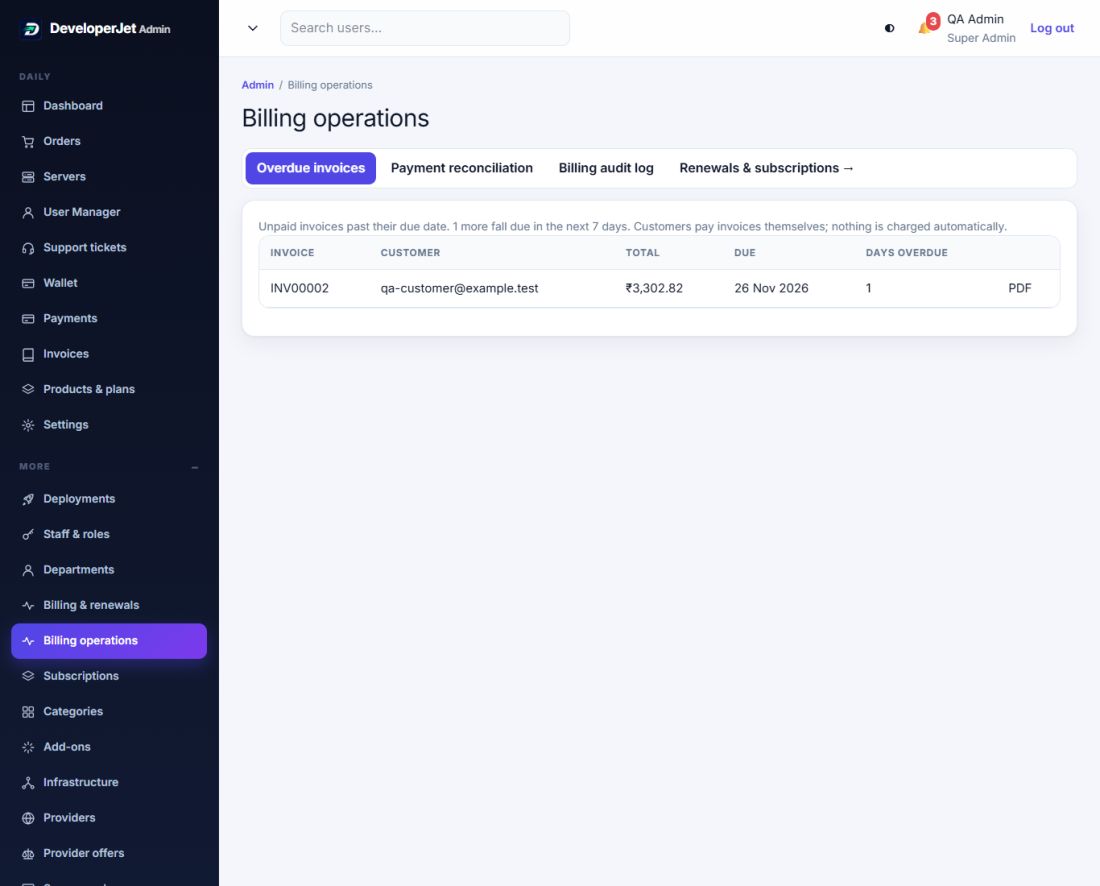 DeveloperJet Admin
DAILY
Dashboard
Orders
Servers
User Manager
Support tickets
Wallet
Payments
Invoices
Products & plans
Settings
MORE
Deployments
Staff & roles
Departments
Billing & renewals
Billing operations
Subscriptions
Categories
Add-ons
Infrastructure
Providers
Provider offers
Search users...
3
QA Admin
Super Admin
Log out
Admin / Billing operations
Billing operations
Overdue invoices Payment reconciliation Billing audit log Renewals & subscriptions →
Unpaid invoices past their due date. 1 more fall due in the next 7 days. Customers pay invoices themselves; nothing is charged automatically.
INVOICE CUSTOMER TOTAL DUE DAYS OVERDUE
INV00002 qa-customer@example.test ₹3,302.82 26 Nov 2026 1 PDF